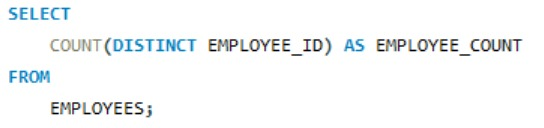 SELECT
COUNT(DISTINCT EMPLOYEE_ID) AS EMPLOYEE_COUNT
FROM
EMPLOYEES;